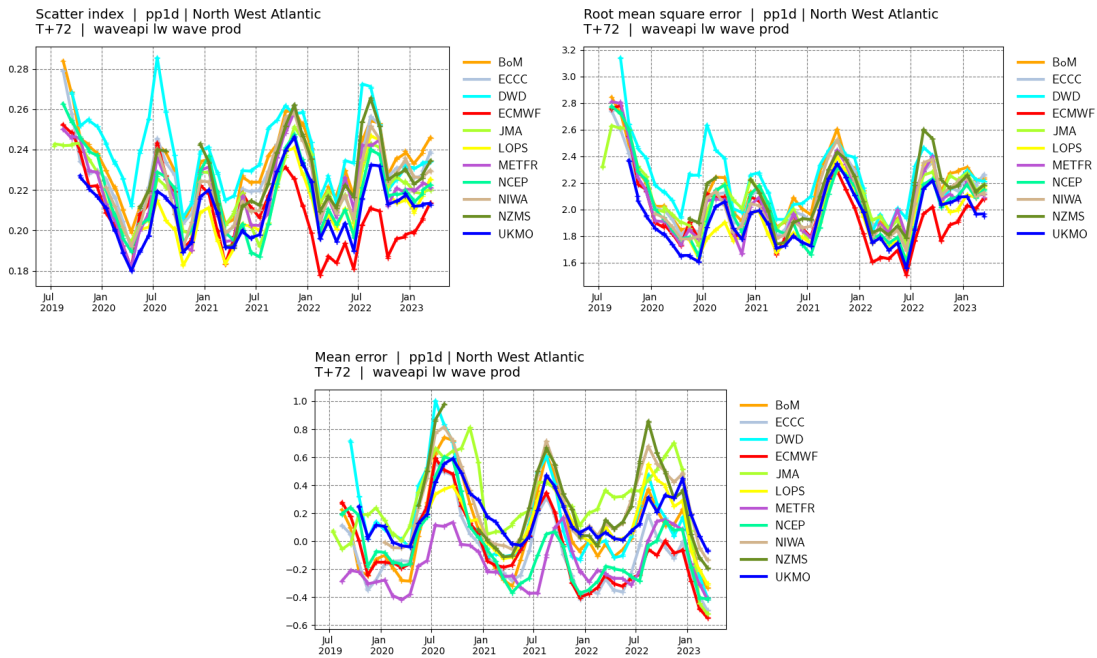 Scatter index | pp1d | North West Atlantic
T+72 | waveapi lw wave prod
0.28
0.26
0.24
0.22
0.20
0.18
Jul 2019
Jan 2020
Jul 2020
Jan 2021
Jul 2021
Jan 2022
Jul 2022
Jan 2023
BoM
ECCC
DWD
ECMWF
JMA
LOPS
METFR
NCEP
NIWA
NZMS
UKMO
Root mean square error | pp1d | North West Atlantic
T+72 | waveapi lw wave prod
3.2
3.0
2.8
2.6
2.4
2.2
2.0
1.8
1.6
Jul 2019
Jan 2020
Jul 2020
Jan 2021
Jul 2021
Jan 2022
Jul 2022
Jan 2023
BoM
ECCC
DWD
ECMWF
JMA
LOPS
METFR
NCEP
NIWA
NZMS
UKMO
Mean error | pp1d | North West Atlantic
T+72 | waveapi lw wave prod
1.0
0.8
0.6
0.4
0.2
0.0
−0.2
−0.4
−0.6
Jul 2019
Jan 2020
Jul 2020
Jan 2021
Jul 2021
Jan 2022
Jul 2022
Jan 2023
BoM
ECCC
DWD
ECMWF
JMA
LOPS
METFR
NCEP
NIWA
NZMS
UKMO